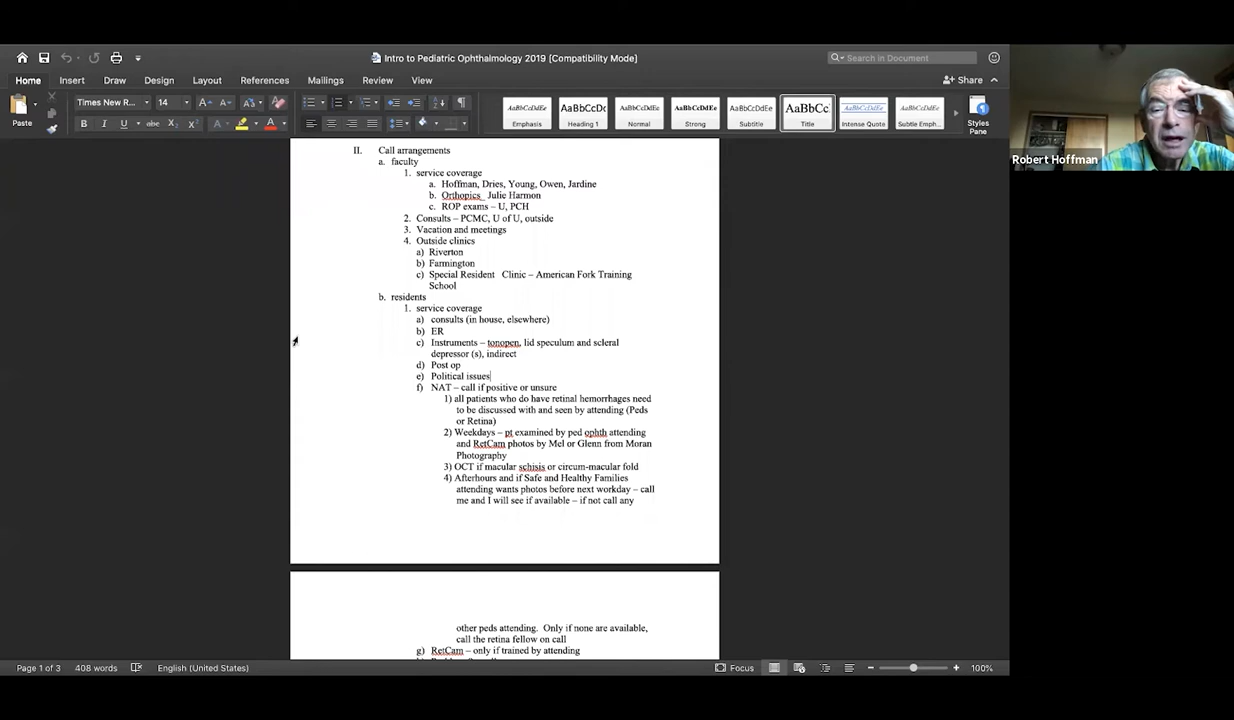 Intro to Pediatric Ophthalmology 2019 [Compatibility Mode]
Search in Document
Home Insert Draw Design Layout References Mailings Review View
Share
Paste
Times New R...
14
AaBbCcDdEe
Emphasis
AaBbCcDc
Heading 1
AaBbCcDdEe
Normal
AaBbCcDdEe
Strong
AaBbCcDdEe
Subtitle
AaBbCc
Title
AaBbCcDdEe
Intense Quote
AaBbCcDdEe
Subtle Emph...
Styles
Pane
Robert Hoffman
II. Call arrangements
a. faculty
1. service coverage
a. Hoffman, Dries, Young, Owen, Jardine
b. Orthopics_ Julie Harmon
c. ROP exams – U, PCH
2. Consults – PCMC, U of U, outside
3. Vacation and meetings
4. Outside clinics
a) Riverton
b) Farmington
c) Special Resident Clinic – American Fork Training
School
b. residents
1. service coverage
a) consults (in house, elsewhere)
b) ER
c) Instruments – tonopen, lid speculum and scleral
depressor (s), indirect
d) Post op
e) Political issues
f) NAT – call if positive or unsure
1) all patients who do have retinal hemorrhages need
to be discussed with and seen by attending (Peds
or Retina)
2) Weekdays – pt examined by ped ophth attending
and RetCam photos by Mel or Glenn from Moran
Photography
3) OCT if macular schisis or circum-macular fold
4) Afterhours and if Safe and Healthy Families
attending wants photos before next workday – call
me and I will see if available – if not call any
other peds attending. Only if none are available,
call the retina fellow on call
g) RetCam – only if trained by attending
Page 1 of 3
408 words
English (United States)
Focus
100%